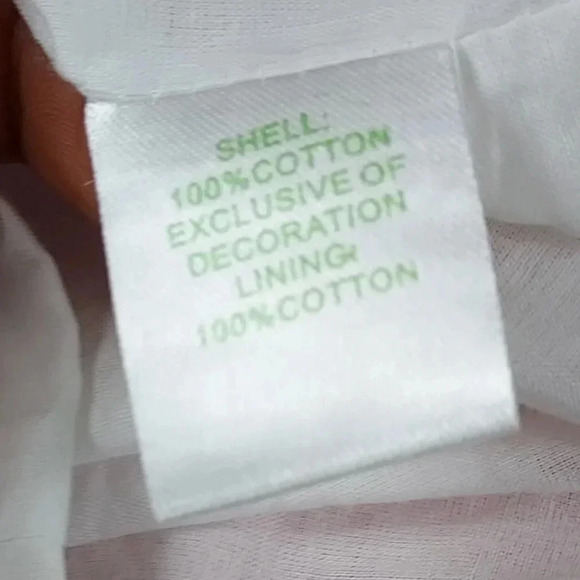 SHELL:
100%COTTON
EXCLUSIVE OF
DECORATION
LINING:
100%COTTON